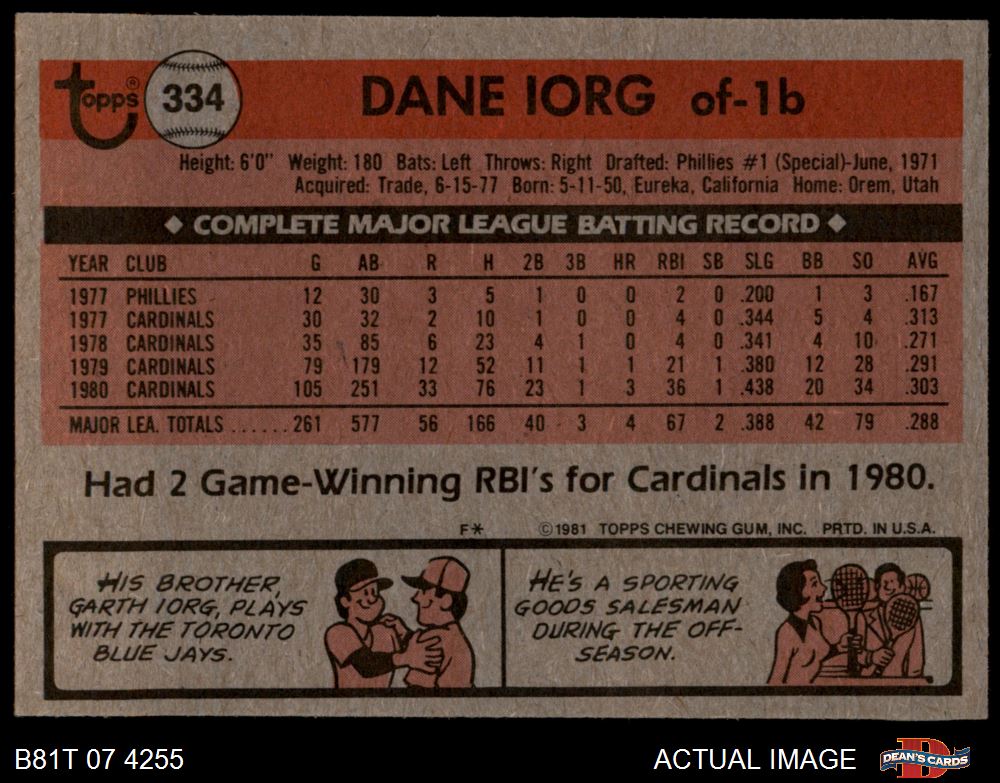 topps® 334 DANE IORG of-1b
Height: 6'0" Weight: 180 Bats: Left Throws: Right Drafted: Phillies #1 (Special)-June, 1971
Acquired: Trade, 6-15-77 Born: 5-11-50, Eureka, California Home: Orem, Utah
◆ COMPLETE MAJOR LEAGUE BATTING RECORD ◆
YEAR CLUB G AB R H 2B 3B HR RBI SB SLG BB SO AVG
1977 PHILLIES 12 30 3 5 1 0 0 2 0 .200 1 3 .167
1977 CARDINALS 30 32 2 10 1 0 0 4 0 .344 5 4 .313
1978 CARDINALS 35 85 6 23 4 1 0 4 0 .341 4 10 .271
1979 CARDINALS 79 179 12 52 11 1 1 21 1 .380 12 28 .291
1980 CARDINALS 105 251 33 76 23 1 3 36 1 .438 20 34 .303
MAJOR LEA. TOTALS ...... 261 577 56 166 40 3 4 67 2 .388 42 79 .288
Had 2 Game-Winning RBI's for Cardinals in 1980.
F* ©1981 TOPPS CHEWING GUM, INC. PRTD. IN U.S.A.
HIS BROTHER,
GARTH IORG, PLAYS
WITH THE TORONTO
BLUE JAYS.
HE'S A SPORTING
GOODS SALESMAN
DURING THE OFF-
SEASON.
B81T 07 4255 ACTUAL IMAGE DEAN'S CARDS